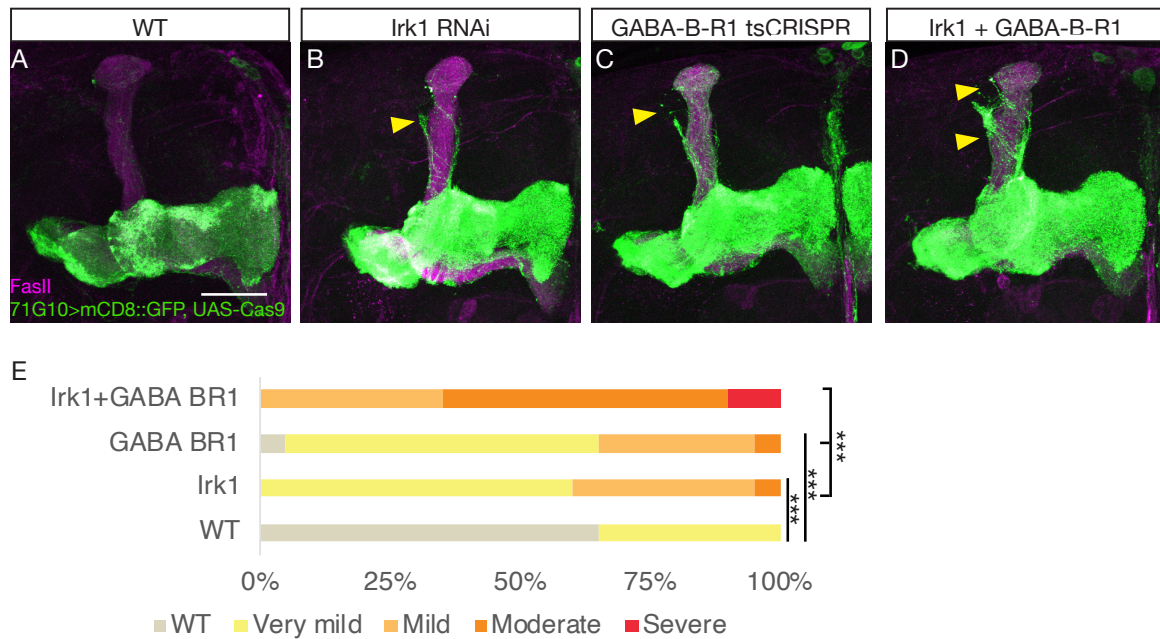 WT
Irk1 RNAi
GABA-B-R1 tsCRISPR
Irk1 + GABA-B-R1
A
B
C
D
FasII
71G10>mCD8::GFP, UAS-Cas9
E
Irk1+GABA BR1
GABA BR1
Irk1
WT
***
***
***
0% 25% 50% 75% 100%
WT Very mild Mild Moderate Severe